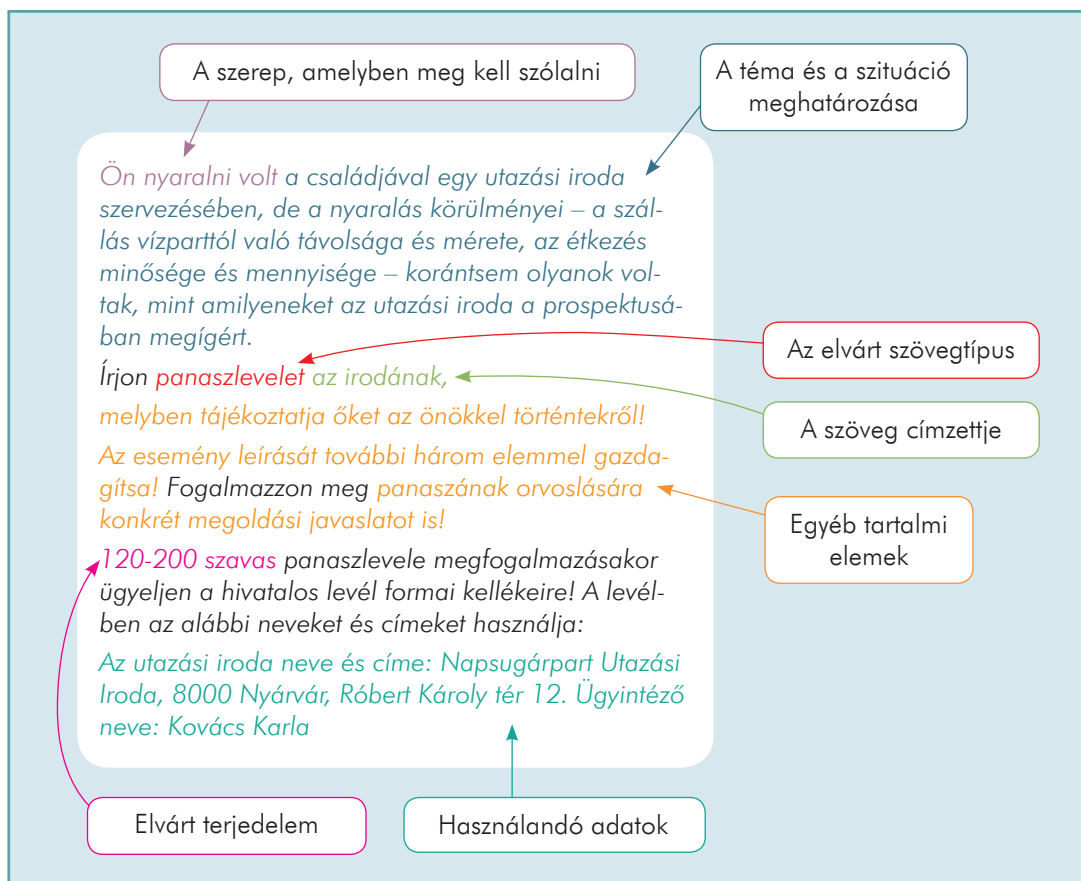 A szerep, amelyben meg kell szólalni
A téma és a szituáció
meghatározása
Ön nyaralni volt a családjával egy utazási iroda
szervezésében, de a nyaralás körülményei – a szál-
lás vízparttól való távolsága és mérete, az étkezés
minősége és mennyisége – korántsem olyanok vol-
tak, mint amilyeneket az utazási iroda a prospektusá-
ban megígért.
Írjon panaszlevelet az irodának,
melyben tájékoztatja őket az önökkel történtekről!
Az esemény leírását további három elemmel gazda-
gítsa! Fogalmazzon meg panaszának orvoslására
konkrét megoldási javaslatot is!
120-200 szavas panaszlevele megfogalmazásakor
ügyeljen a hivatalos levél formai kellékeire! A levél-
ben az alábbi neveket és címeket használja:
Az utazási iroda neve és címe: Napsugárpart Utazási
Iroda, 8000 Nyárvár, Róbert Károly tér 12. Ügyintéző
neve: Kovács Karla
Az elvárt szövegtípus
A szöveg címzettje
Egyéb tartalmi
elemek
Elvárt terjedelem
Használandó adatok